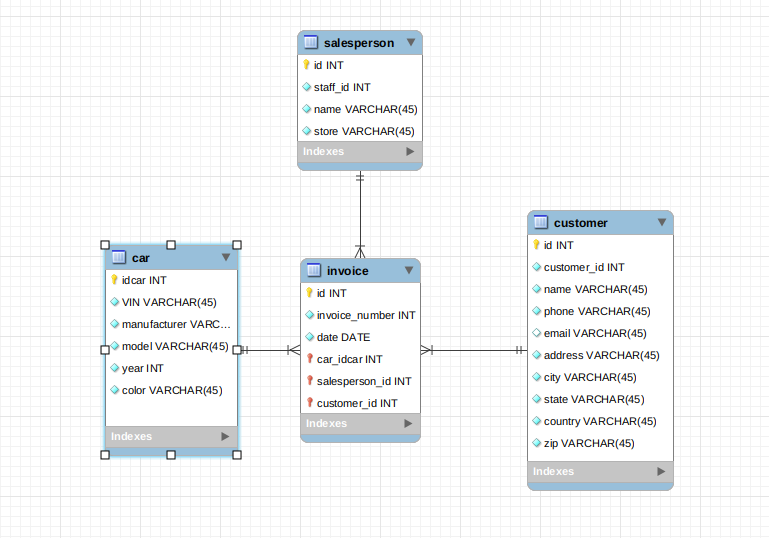 salesperson
id INT
staff_id INT
name VARCHAR(45)
store VARCHAR(45)
Indexes
customer
id INT
customer_id INT
name VARCHAR(45)
phone VARCHAR(45)
email VARCHAR(45)
address VARCHAR(45)
city VARCHAR(45)
state VARCHAR(45)
country VARCHAR(45)
zip VARCHAR(45)
Indexes
car
idcar INT
VIN VARCHAR(45)
manufacturer VARC...
model VARCHAR(45)
year INT
color VARCHAR(45)
Indexes
invoice
id INT
invoice_number INT
date DATE
car_idcar INT
salesperson_id INT
customer_id INT
Indexes